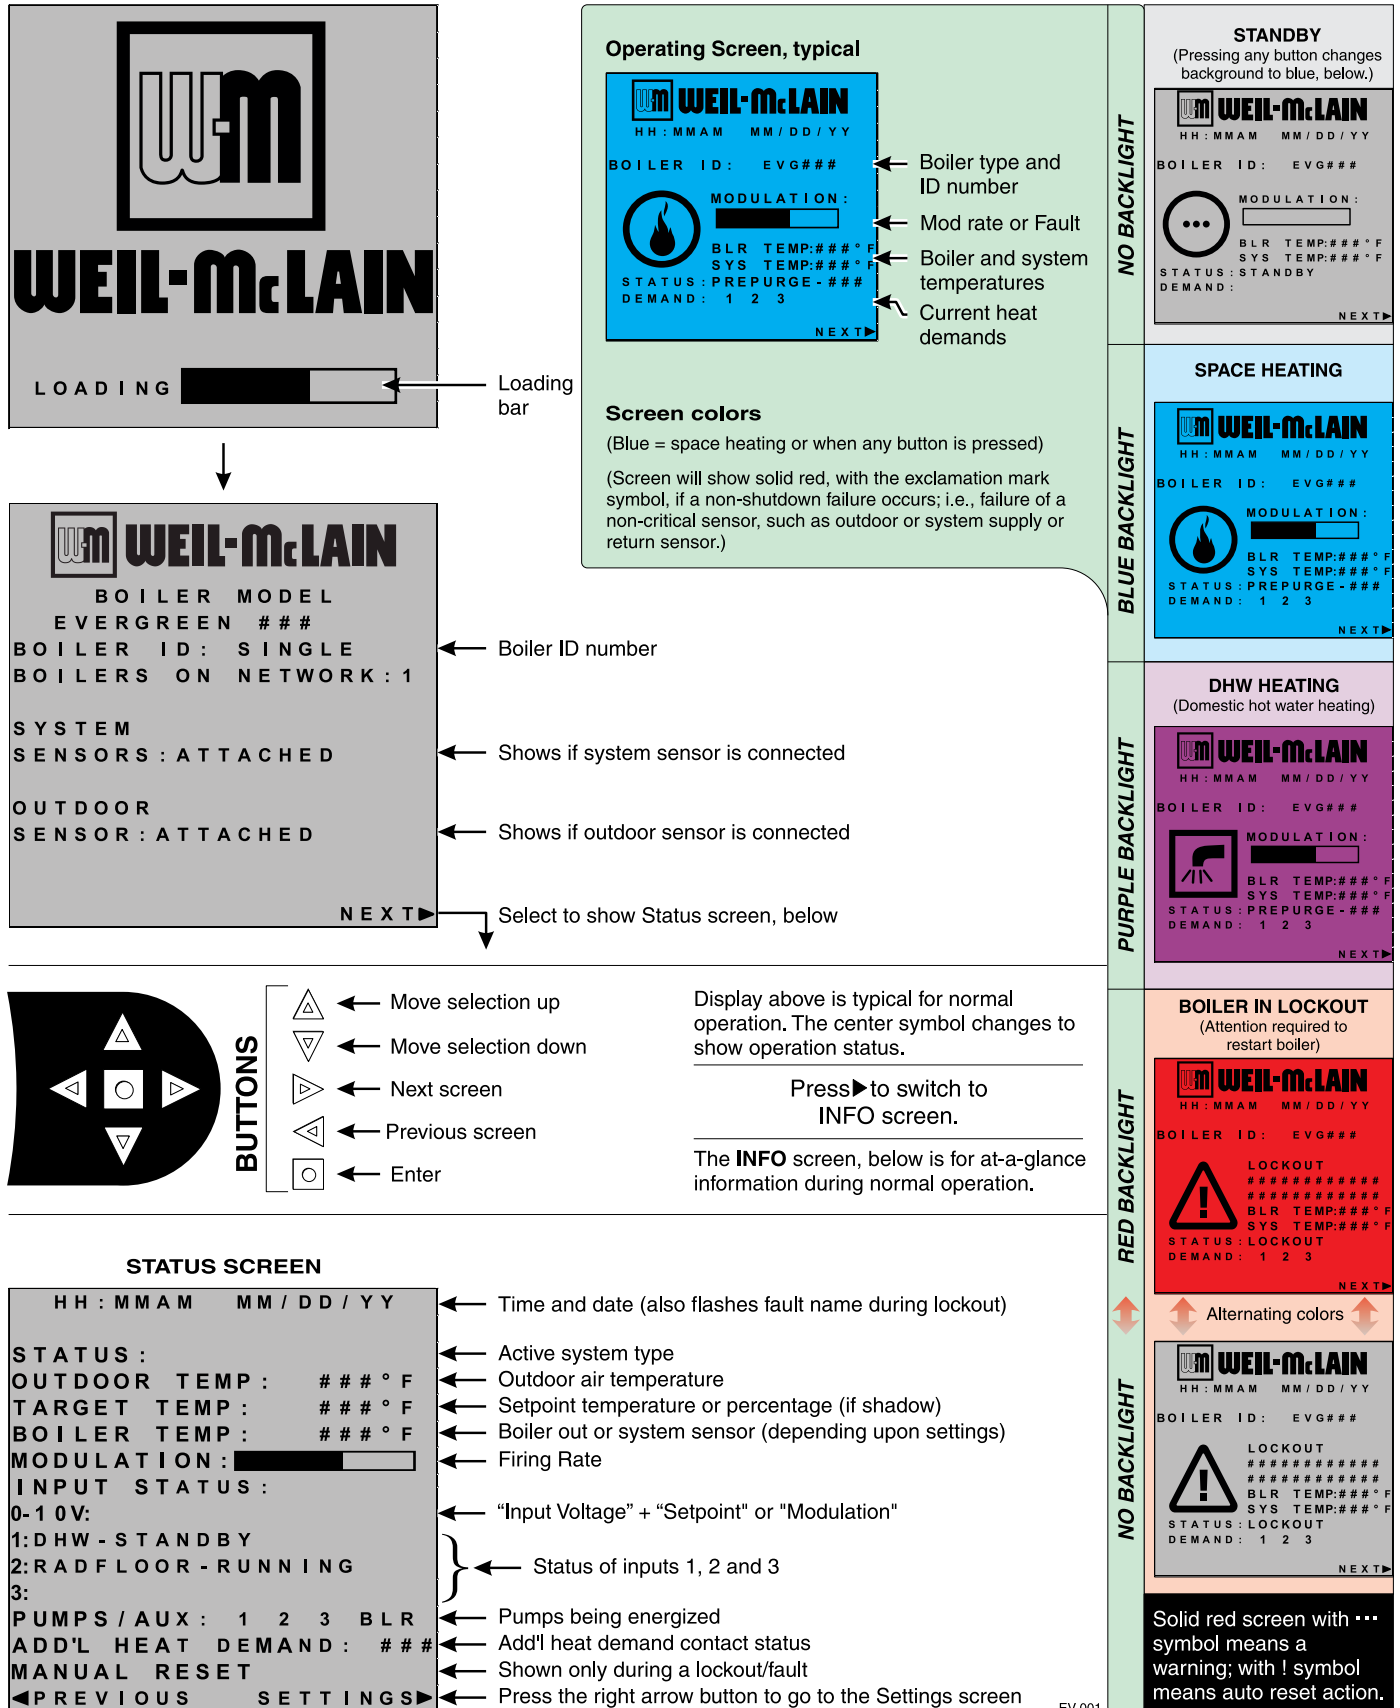 WM
WEIL-McLAIN
LOADING
Loading
bar
WM WEIL-McLAIN
BOILER MODEL
EVERGREEN ###
BOILER ID: SINGLE
Boiler ID number
BOILERS ON NETWORK:1
SYSTEM
SENSORS:ATTACHED
Shows if system sensor is connected
OUTDOOR
SENSOR:ATTACHED
Shows if outdoor sensor is connected
NEXT▶
Select to show Status screen, below
Operating Screen, typical
WM WEIL-McLAIN
HH:MMAM MM/DD/YY
BOILER ID: EVG###
MODULATION:
BLR TEMP:###°F
SYS TEMP:###°F
STATUS:PREPURGE-###
DEMAND: 1 2 3
NEXT▶
Boiler type and
ID number
Mod rate or Fault
Boiler and system
temperatures
Current heat
demands
Screen colors
(Blue = space heating or when any button is pressed)
(Screen will show solid red, with the exclamation mark
symbol, if a non-shutdown failure occurs; i.e., failure of a
non-critical sensor, such as outdoor or system supply or
return sensor.)
BUTTONS
Move selection up
Move selection down
Next screen
Previous screen
Enter
Display above is typical for normal
operation. The center symbol changes to
show operation status.
Press▶to switch to
INFO screen.
The INFO screen, below is for at-a-glance
information during normal operation.
STATUS SCREEN
HH:MMAM MM/DD/YY
Time and date (also flashes fault name during lockout)
STATUS:
Active system type
OUTDOOR TEMP: ###°F
Outdoor air temperature
TARGET TEMP: ###°F
Setpoint temperature or percentage (if shadow)
BOILER TEMP: ###°F
Boiler out or system sensor (depending upon settings)
MODULATION:
Firing Rate
INPUT STATUS:
0-10V:
“Input Voltage” + “Setpoint" or "Modulation"
1:DHW-STANDBY
2:RADFLOOR-RUNNING
3:
Status of inputs 1, 2 and 3
PUMPS/AUX: 1 2 3 BLR
Pumps being energized
ADD'L HEAT DEMAND: ###
Add'l heat demand contact status
MANUAL RESET
Shown only during a lockout/fault
◀PREVIOUS SETTINGS▶
Press the right arrow button to go to the Settings screen
EV-001
NO BACKLIGHT
STANDBY
(Pressing any button changes
background to blue, below.)
WM WEIL-McLAIN
HH:MMAM MM/DD/YY
BOILER ID: EVG###
MODULATION:
BLR TEMP:###°F
SYS TEMP:###°F
STATUS:STANDBY
DEMAND:
NEXT▶
BLUE BACKLIGHT
SPACE HEATING
WM WEIL-McLAIN
HH:MMAM MM/DD/YY
BOILER ID: EVG###
MODULATION:
BLR TEMP:###°F
SYS TEMP:###°F
STATUS:PREPURGE-###
DEMAND: 1 2 3
NEXT▶
PURPLE BACKLIGHT
DHW HEATING
(Domestic hot water heating)
WM WEIL-McLAIN
HH:MMAM MM/DD/YY
BOILER ID: EVG###
MODULATION:
BLR TEMP:###°F
SYS TEMP:###°F
STATUS:PREPURGE-###
DEMAND: 1 2 3
NEXT▶
RED BACKLIGHT
BOILER IN LOCKOUT
(Attention required to
restart boiler)
WM WEIL-McLAIN
HH:MMAM MM/DD/YY
BOILER ID: EVG###
LOCKOUT
###########
###########
BLR TEMP:###°F
SYS TEMP:###°F
STATUS:LOCKOUT
DEMAND: 1 2 3
NEXT▶
Alternating colors
NO BACKLIGHT
WM WEIL-McLAIN
HH:MMAM MM/DD/YY
BOILER ID: EVG###
LOCKOUT
###########
###########
BLR TEMP:###°F
SYS TEMP:###°F
STATUS:LOCKOUT
DEMAND: 1 2 3
NEXT▶
Solid red screen with ···
symbol means a
warning; with ! symbol
means auto reset action.